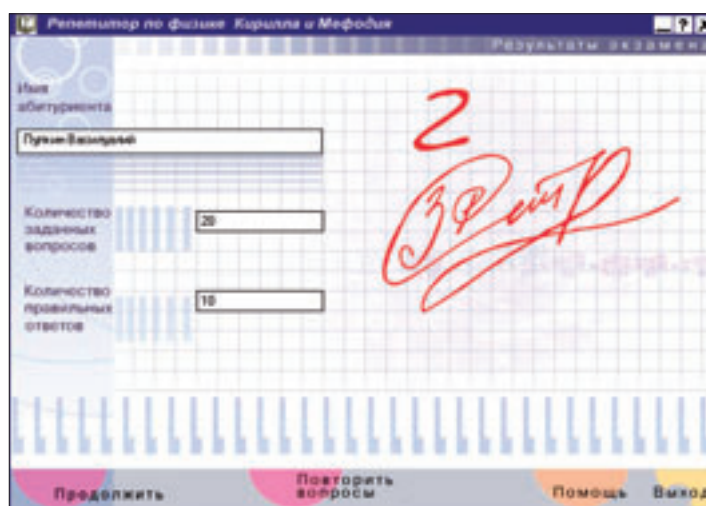 Репетитор по физике Кирилла и Мефодия
Результаты экзамена
Имя
абитуриента
Пупкин Василий
Количество
заданных
вопросов
20
Количество
правильных
ответов
10
2
Продолжить
Повторить
вопросы
Помощь
Выход